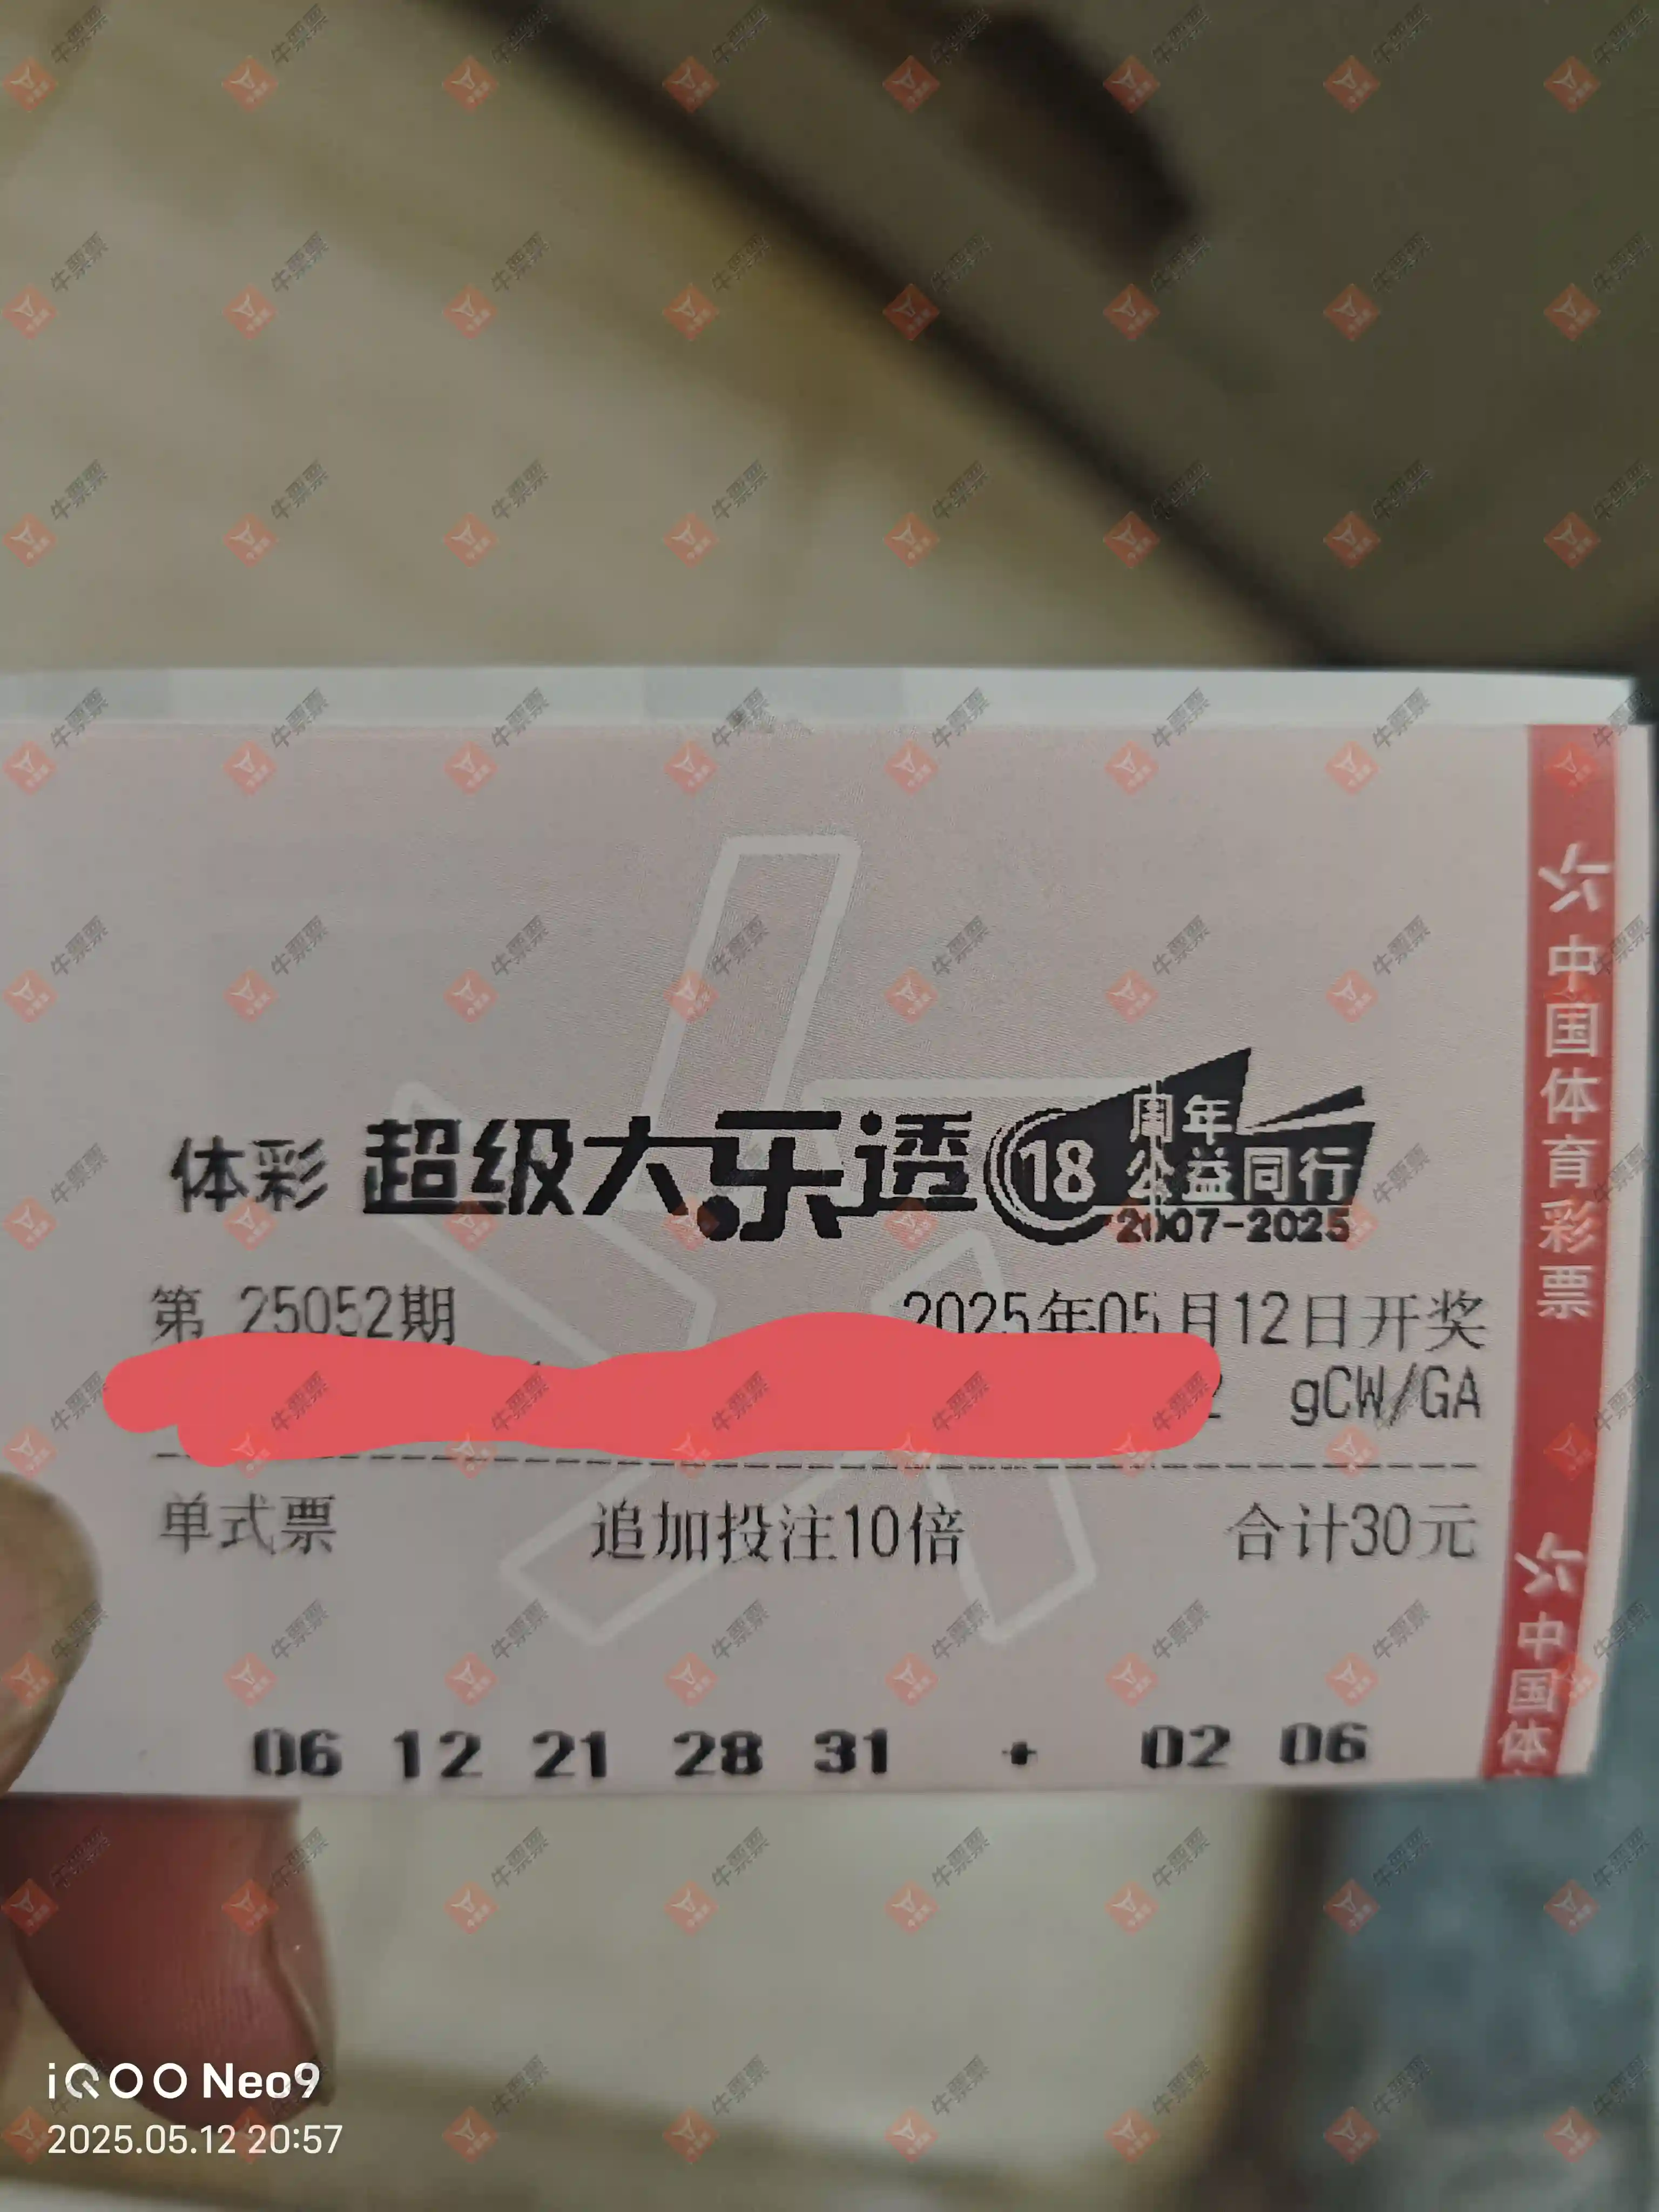 体彩 超级大乐透 18 周年 公益同行 2007-2025
第 25052期 2025年05月12日开奖
gCW/GA
单式票 追加投注10倍 合计30元
06 12 21 28 31 + 02 06
中国体育彩票
中国体
iQOO Neo9
2025.05.12 20:57
牛票票